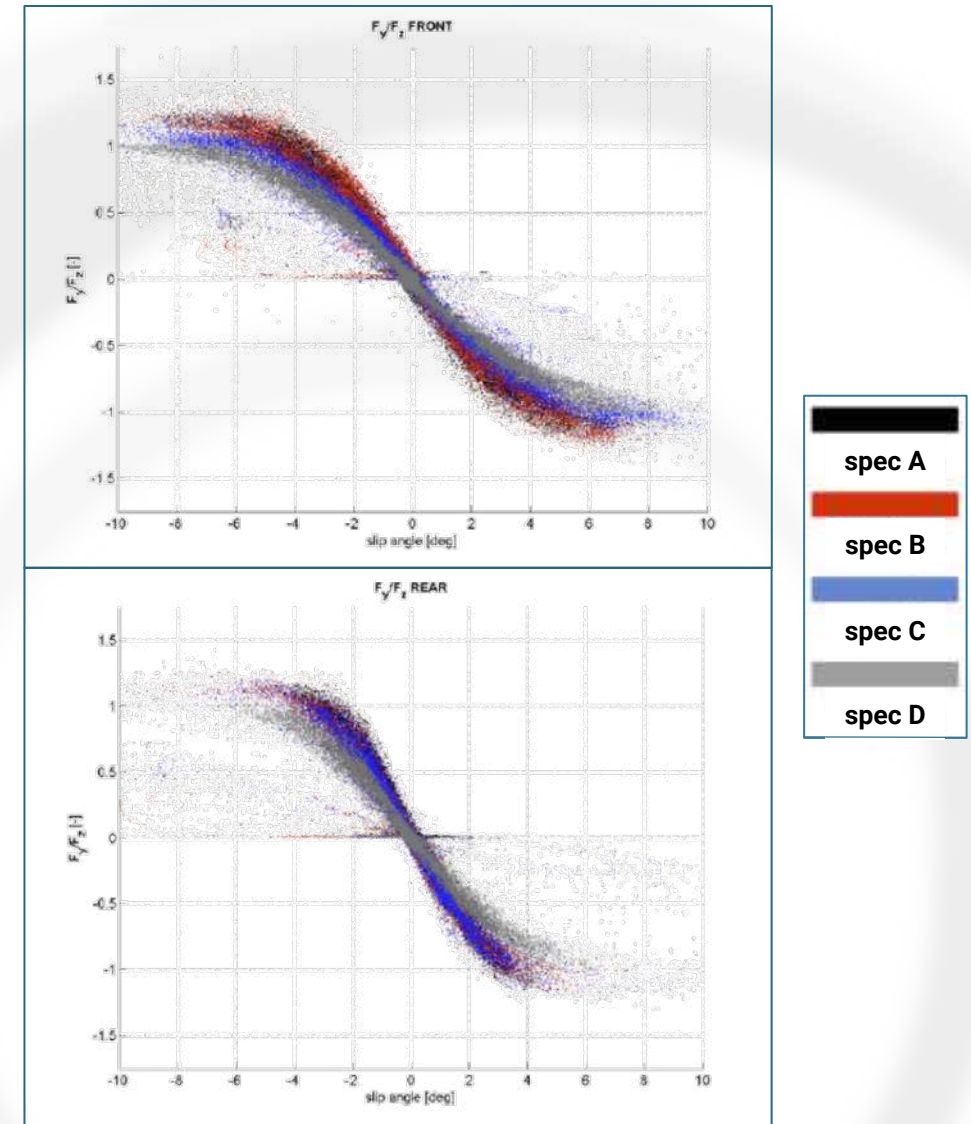 Fy/Fz FRONT
1.5
1
0.5
0
-0.5
-1
-1.5
Fy/Fz [-]
-10 -8 -6 -4 -2 0 2 4 6 8 10
slip angle [deg]
spec A
spec B
spec C
spec D
Fy/Fz REAR
1.5
1
0.5
0
-0.5
-1
-1.5
Fy/Fz [-]
-10 -8 -6 -4 -2 0 2 4 6 8 10
slip angle [deg]